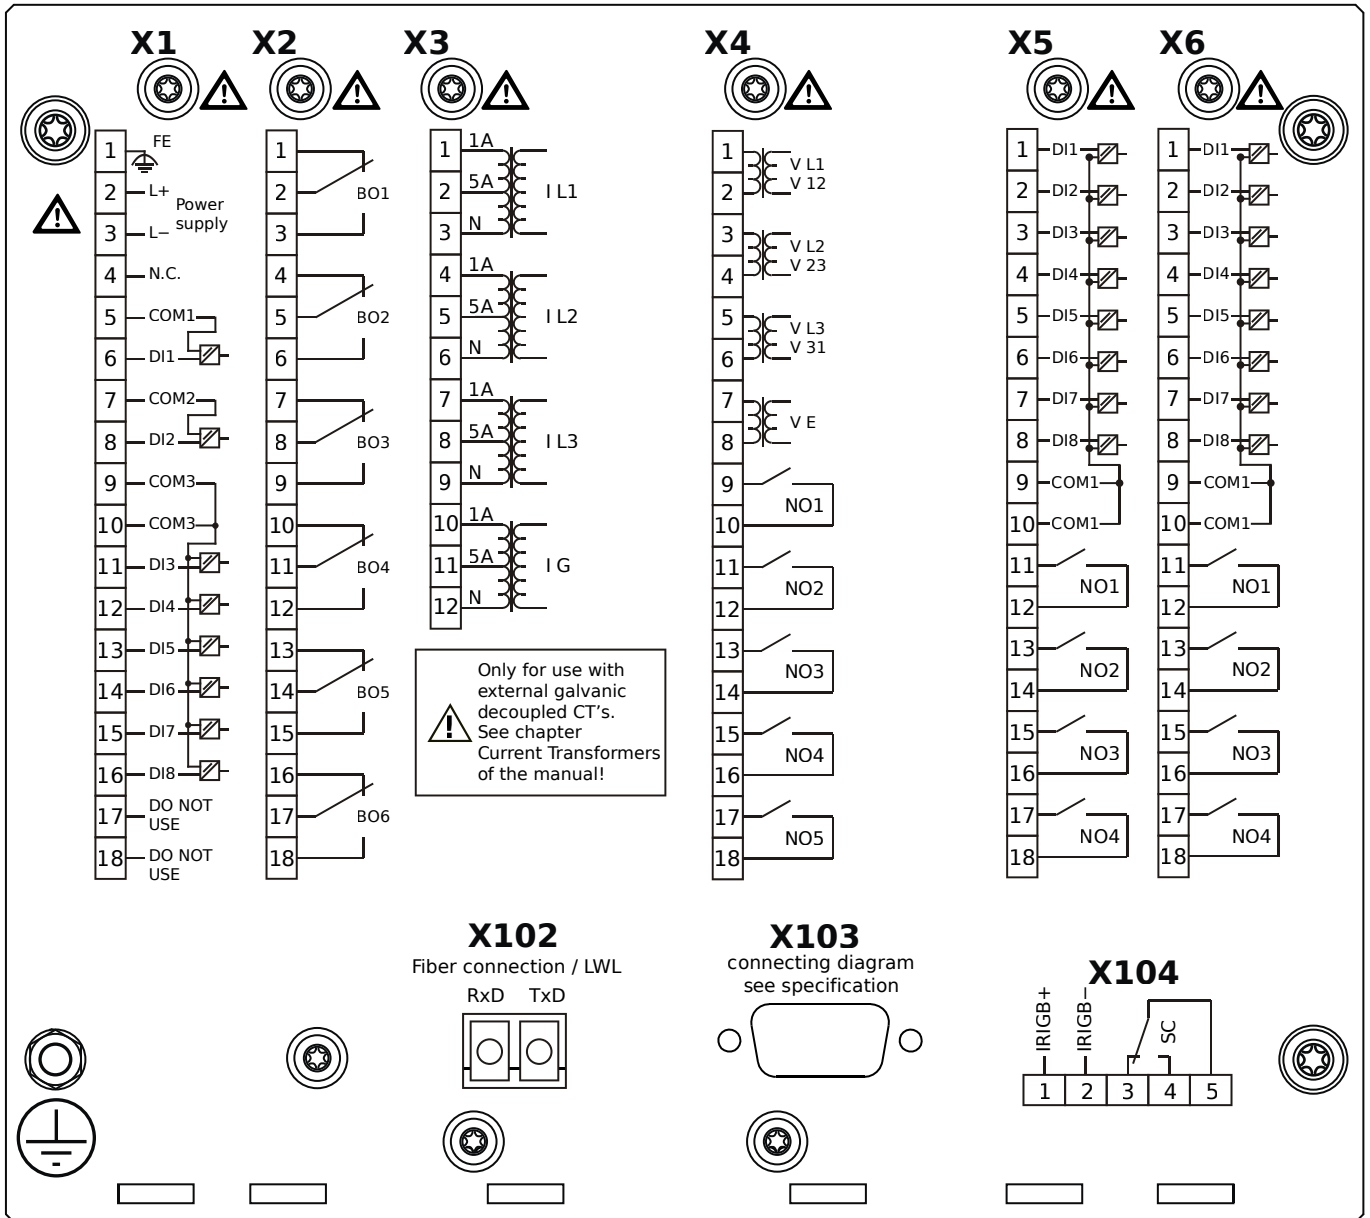 X1
X2
X3
X4
X5
X6
1 FE
2 L+
Power
supply
3 L−
4 N.C.
5 COM1
6 DI1
7 COM2
8 DI2
9 COM3
10 COM3
11 DI3
12 DI4
13 DI5
14 DI6
15 DI7
16 DI8
17 DO NOT
USE
18 DO NOT
USE
1
2 BO1
3
4
5 BO2
6
7
8 BO3
9
10
11 BO4
12
13
14 BO5
15
16
17 BO6
18
1 1A
2 5A I L1
3 N
4 1A
5 5A I L2
6 N
7 1A
8 5A I L3
9 N
10 1A
11 5A I G
12 N
Only for use with
external galvanic
decoupled CT's.
See chapter
Current Transformers
of the manual!
1 V L1
2 V 12
3 V L2
4 V 23
5 V L3
6 V 31
7 V E
8
9
NO1
10
11
NO2
12
13
NO3
14
15
NO4
16
17
NO5
18
1 DI1
2 DI2
3 DI3
4 DI4
5 DI5
6 DI6
7 DI7
8 DI8
9 COM1
10 COM1
11
NO1
12
13
NO2
14
15
NO3
16
17
NO4
18
1 DI1
2 DI2
3 DI3
4 DI4
5 DI5
6 DI6
7 DI7
8 DI8
9 COM1
10 COM1
11
NO1
12
13
NO2
14
15
NO3
16
17
NO4
18
X102
Fiber connection / LWL
RxD TxD
X103
connecting diagram
see specification
X104
IRIGB+
IRIGB−
SC
1 2 3 4 5